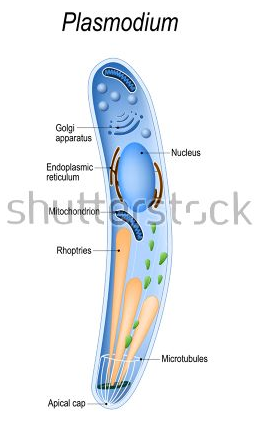 Plasmodium
Golgi
apparatus
Nucleus
Endoplasmic
reticulum
shutterstock
Mitochondrion
Rhoptries
Microtubules
Apical cap